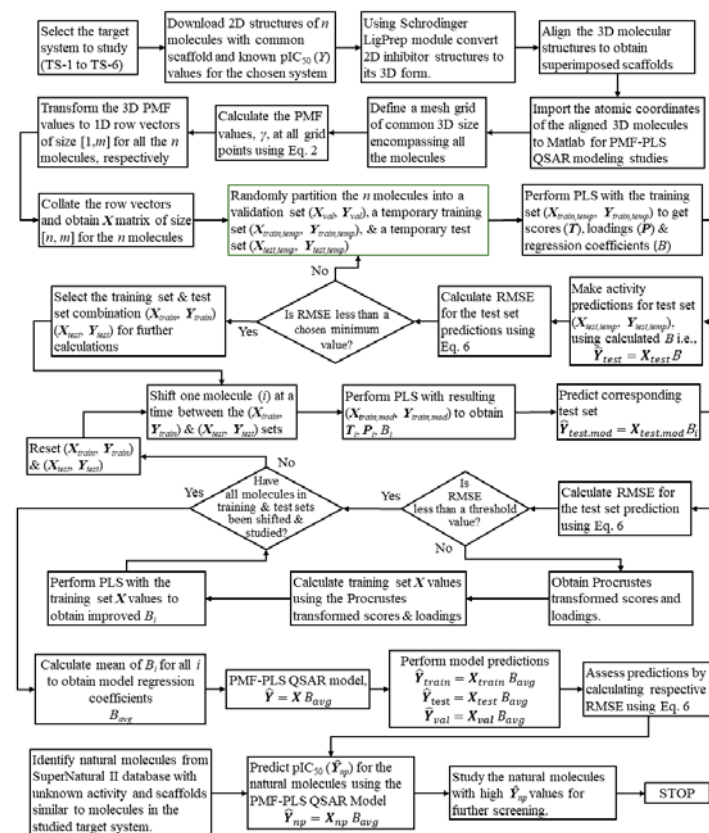 Select the target
system to study
(TS-1 to TS-6)
Download 2D structures of n
molecules with common
scaffold and known pIC50 (Y)
values for the chosen system
Using Schrodinger
LigPrep module convert
2D inhibitor structures to
its 3D form.
Align the 3D molecular
structures to obtain
superimposed scaffolds
Import the atomic coordinates
of the aligned 3D molecules
to Matlab for PMF-PLS
QSAR modeling studies
Define a mesh grid
of common 3D size
encompassing all
the molecules
Calculate the PMF
values, γ, at all grid
points using Eq. 2
Transform the 3D PMF
values to 1D row vectors
of size [1,m] for all the n
molecules, respectively
Collate the row vectors
and obtain X matrix of size
[n, m] for the n molecules
Randomly partition the n molecules into a
validation set (Xval, Yval), a temporary training
set (Xtrain,temp, Ytrain,temp), & a temporary test
set (Xtest,temp, Ytest,temp)
Perform PLS with the training
set (Xtrain,temp, Ytrain,temp) to get
scores (T), loadings (P) &
regression coefficients (B)
Make activity
predictions for test set
(Xtest,temp, Ytest,temp),
using calculated B i.e.,
Ŷtest = Xtest B
Calculate RMSE
for the test set
predictions using
Eq. 6
No
Is RMSE less than a
chosen minimum
value?
Yes
Select the training set & test
set combination (Xtrain, Ytrain)
(Xtest, Ytest) for further
calculations
Shift one molecule (i) at a
time between the (Xtrain,
Ytrain) & (Xtest, Ytest) sets
Perform PLS with resulting
(Xtrain,mod, Ytrain,mod) to obtain
Ti, Pi, Bi
Predict corresponding
test set
Ŷtest.mod = Xtest.mod Bi
Calculate RMSE for
the test set prediction
using Eq. 6
Is
RMSE
less than a threshold
value?
Yes
No
Have
all molecules in
training & test sets
been shifted &
studied?
No
Yes
Reset (Xtrain, Ytrain)
& (Xtest, Ytest)
Obtain Procrustes
transformed scores and
loadings.
Calculate training set X values
using the Procrustes
transformed scores & loadings
Perform PLS with the
training set X values to
obtain improved Bi
Calculate mean of Bi for all i
to obtain model regression
coefficients
Bavg
PMF-PLS QSAR model,
Ŷ = X Bavg
Perform model predictions
Ŷtrain = Xtrain Bavg
Ŷtest = Xtest Bavg
Ŷval = Xval Bavg
Assess predictions by
calculating respective
RMSE using Eq. 6
Identify natural molecules from
SuperNatural II database with
unknown activity and scaffolds
similar to molecules in the
studied target system.
Predict pIC50 (Ŷnp) for the
natural molecules using the
PMF-PLS QSAR Model
Ŷnp = Xnp Bavg
Study the natural molecules
with high Ŷnp values for
further screening.
STOP